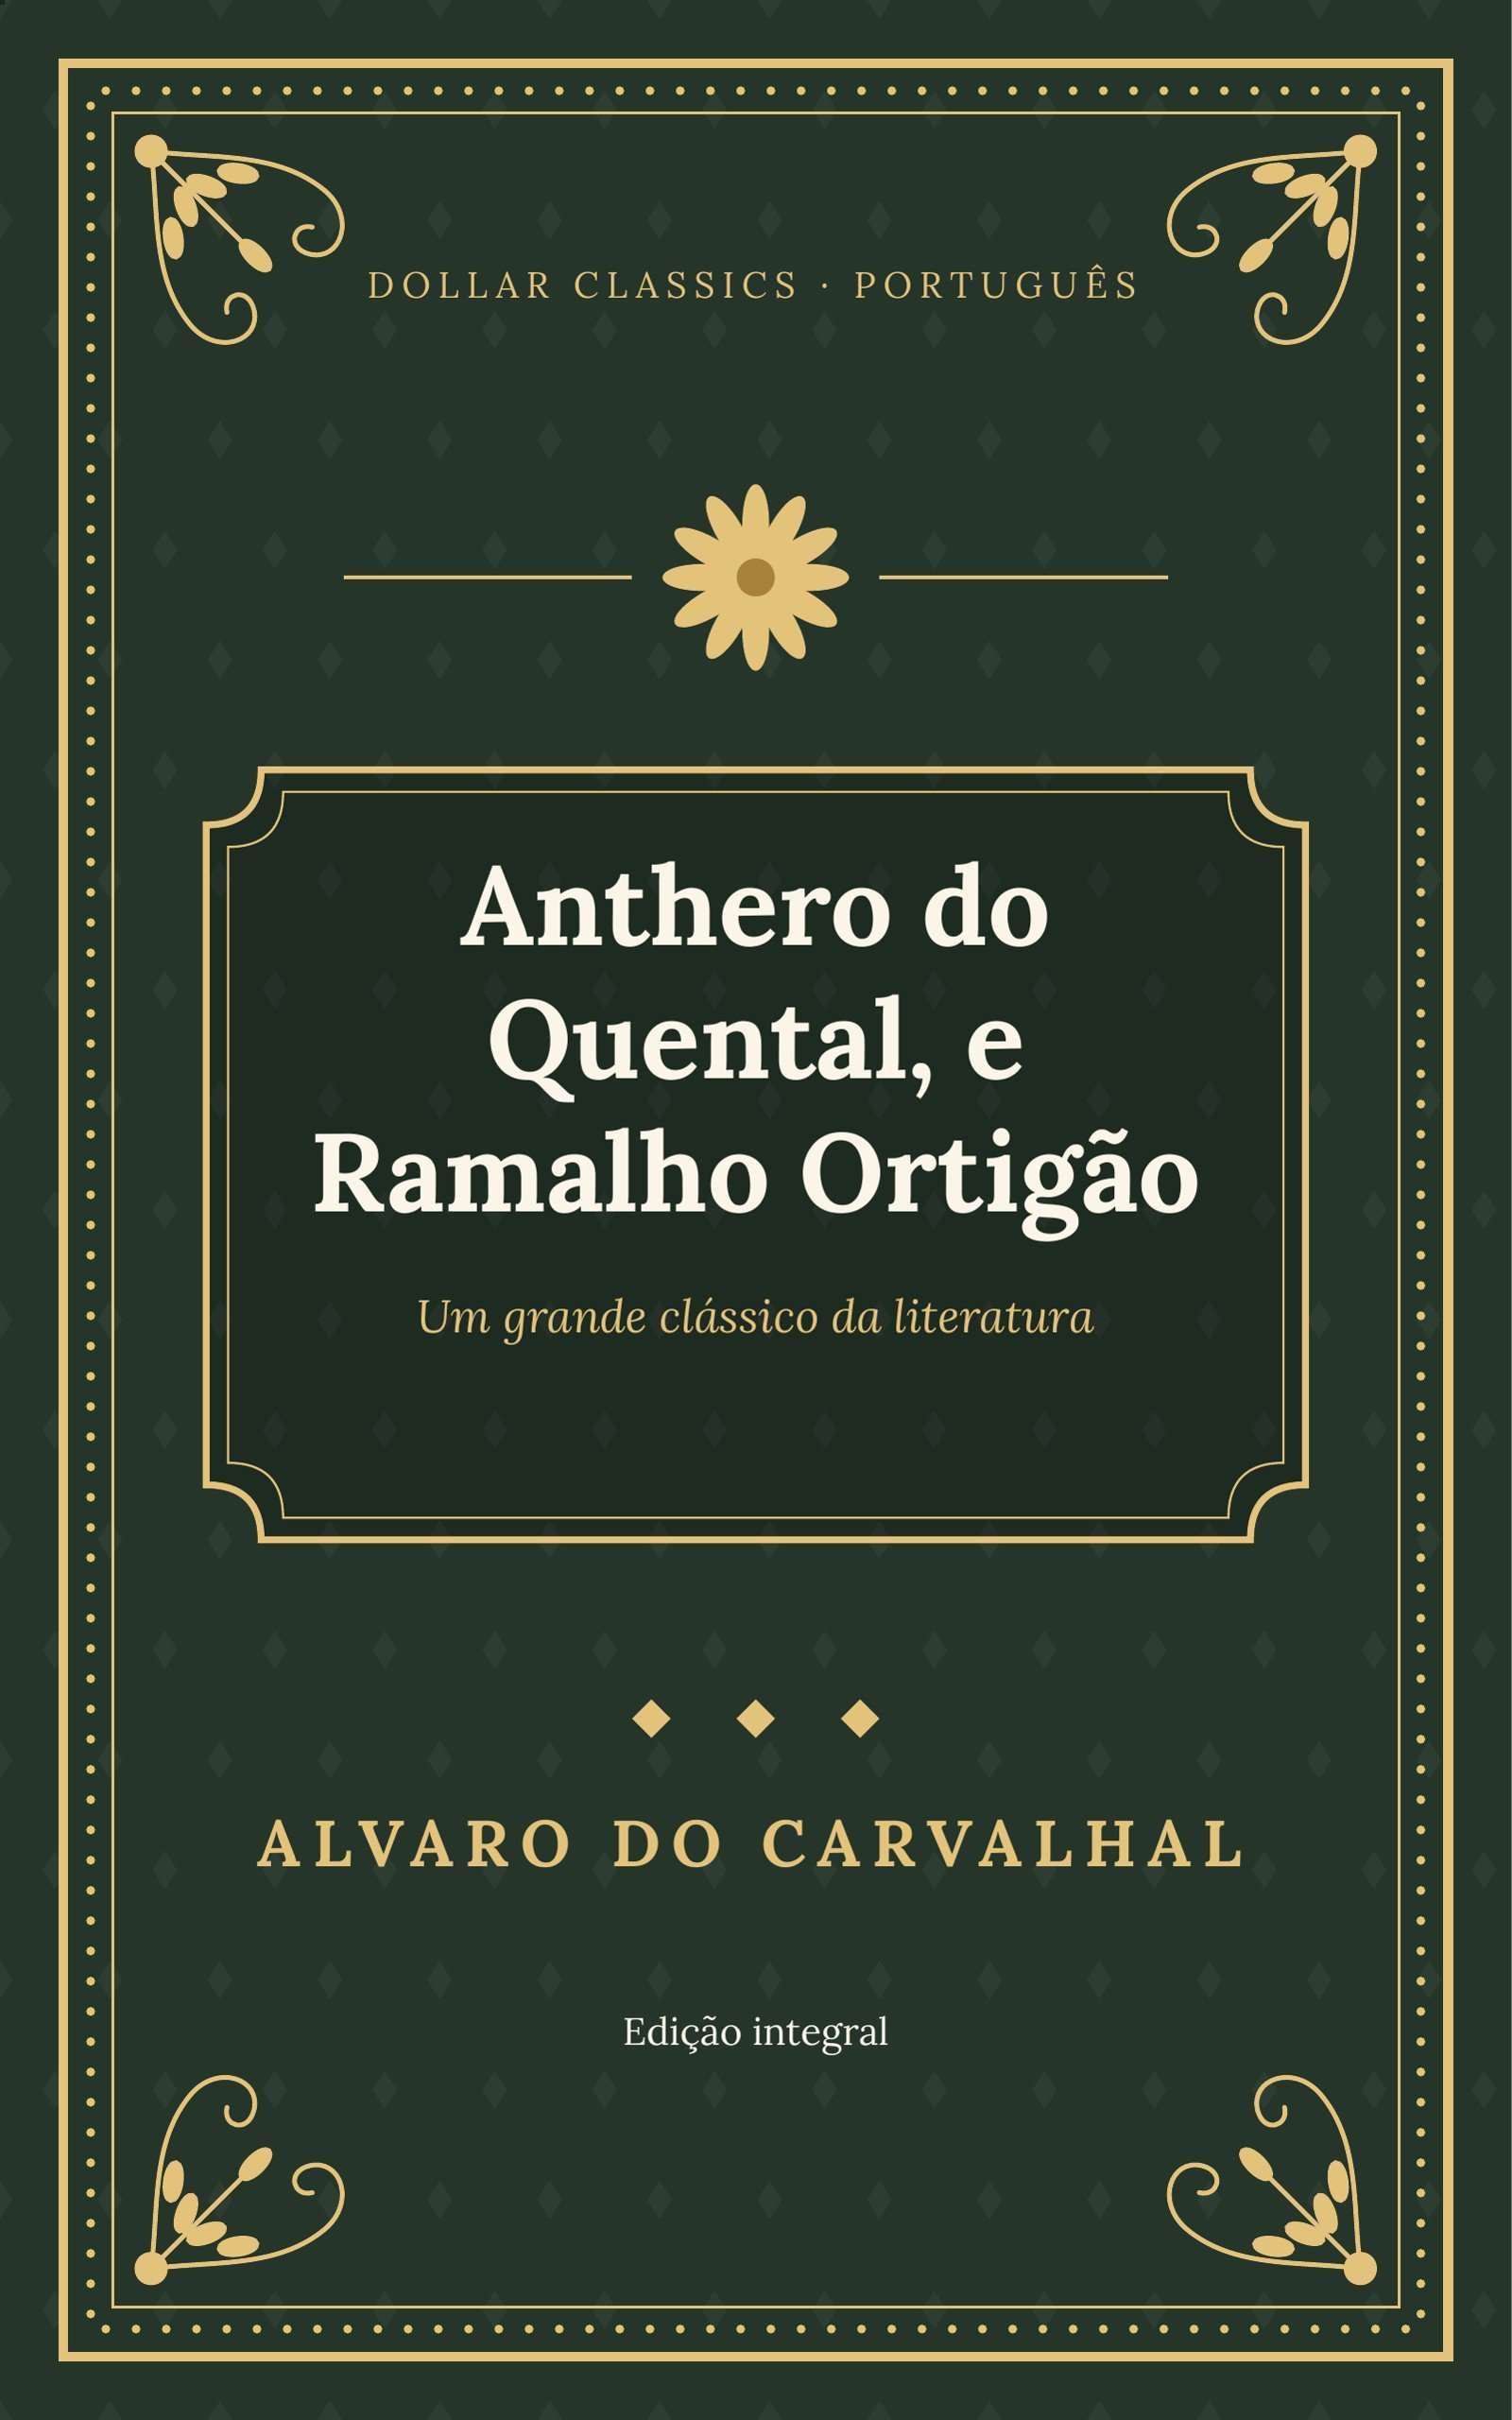 DOLLAR CLASSICS · PORTUGUÊS
Anthero do
Quental, e
Ramalho Ortigão
Um grande clássico da literatura
ALVARO DO CARVALHAL
Edição integral